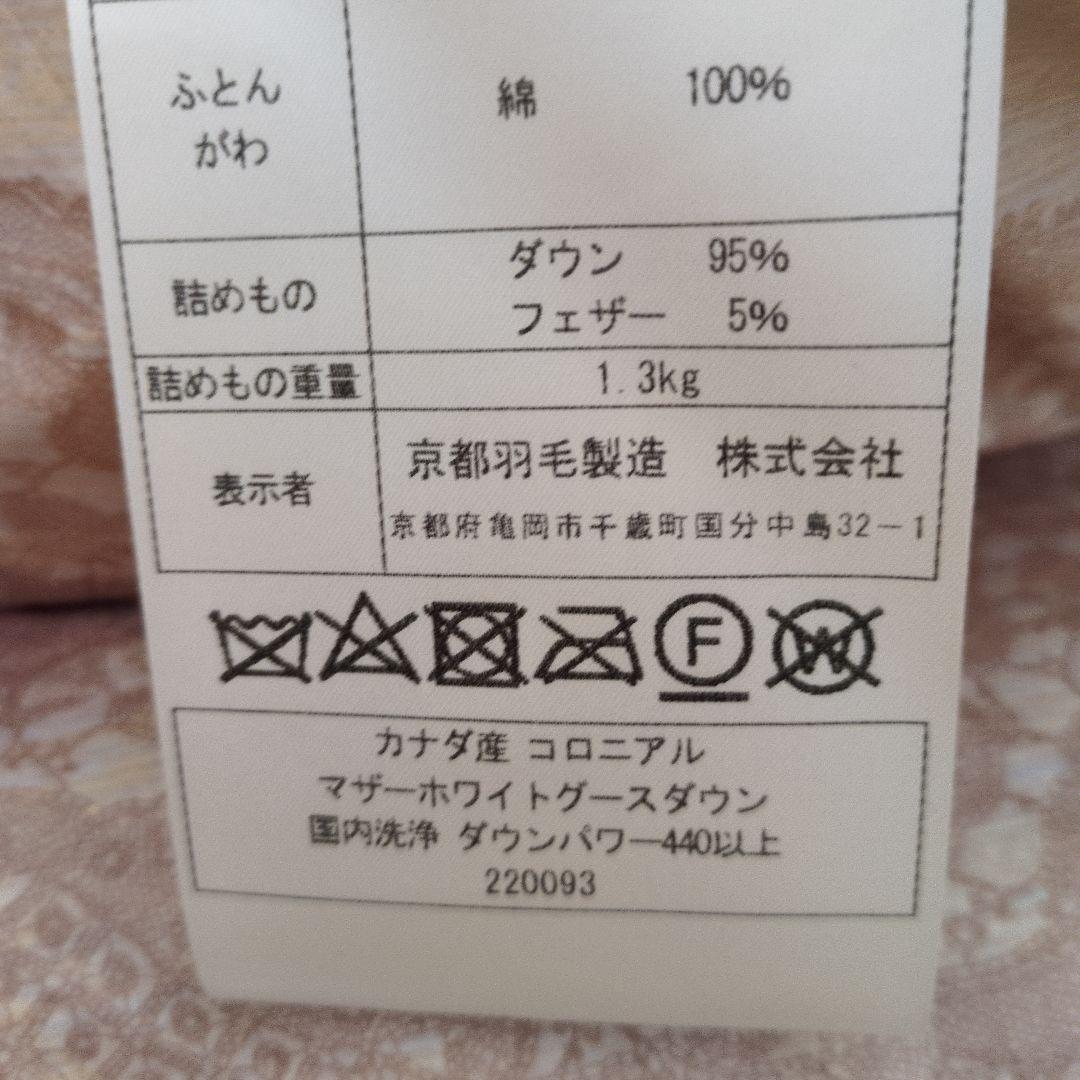 ふとん
がわ
綿 100%
詰めもの
ダウン 95%
フェザー 5%
詰めもの重量 1.3kg
表示者
京都羽毛製造 株式会社
京都府亀岡市千歳町国分中島32-1
F
W
カナダ産 コロニアル
マザーホワイトグースダウン
国内洗浄 ダウンパワー440以上
220093